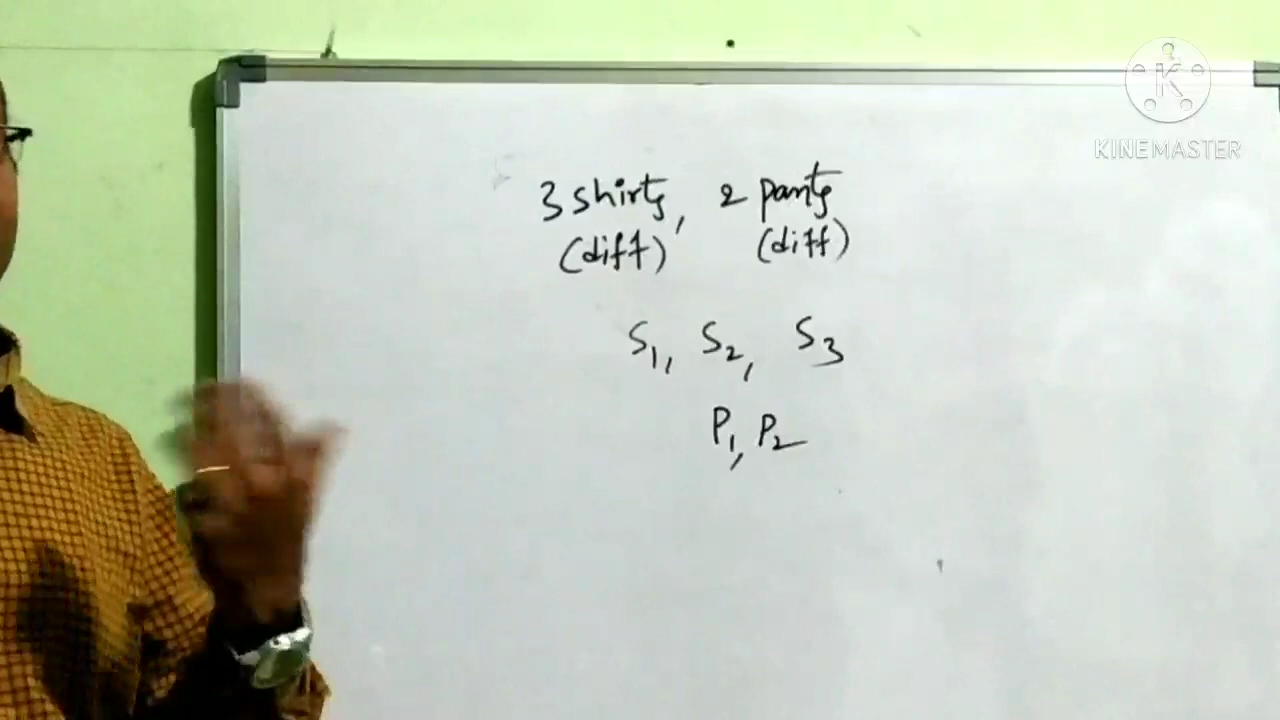 3 shirts, 2 pants
(diff) (diff)
S1, S2, S3
P1, P2
KINEMASTER